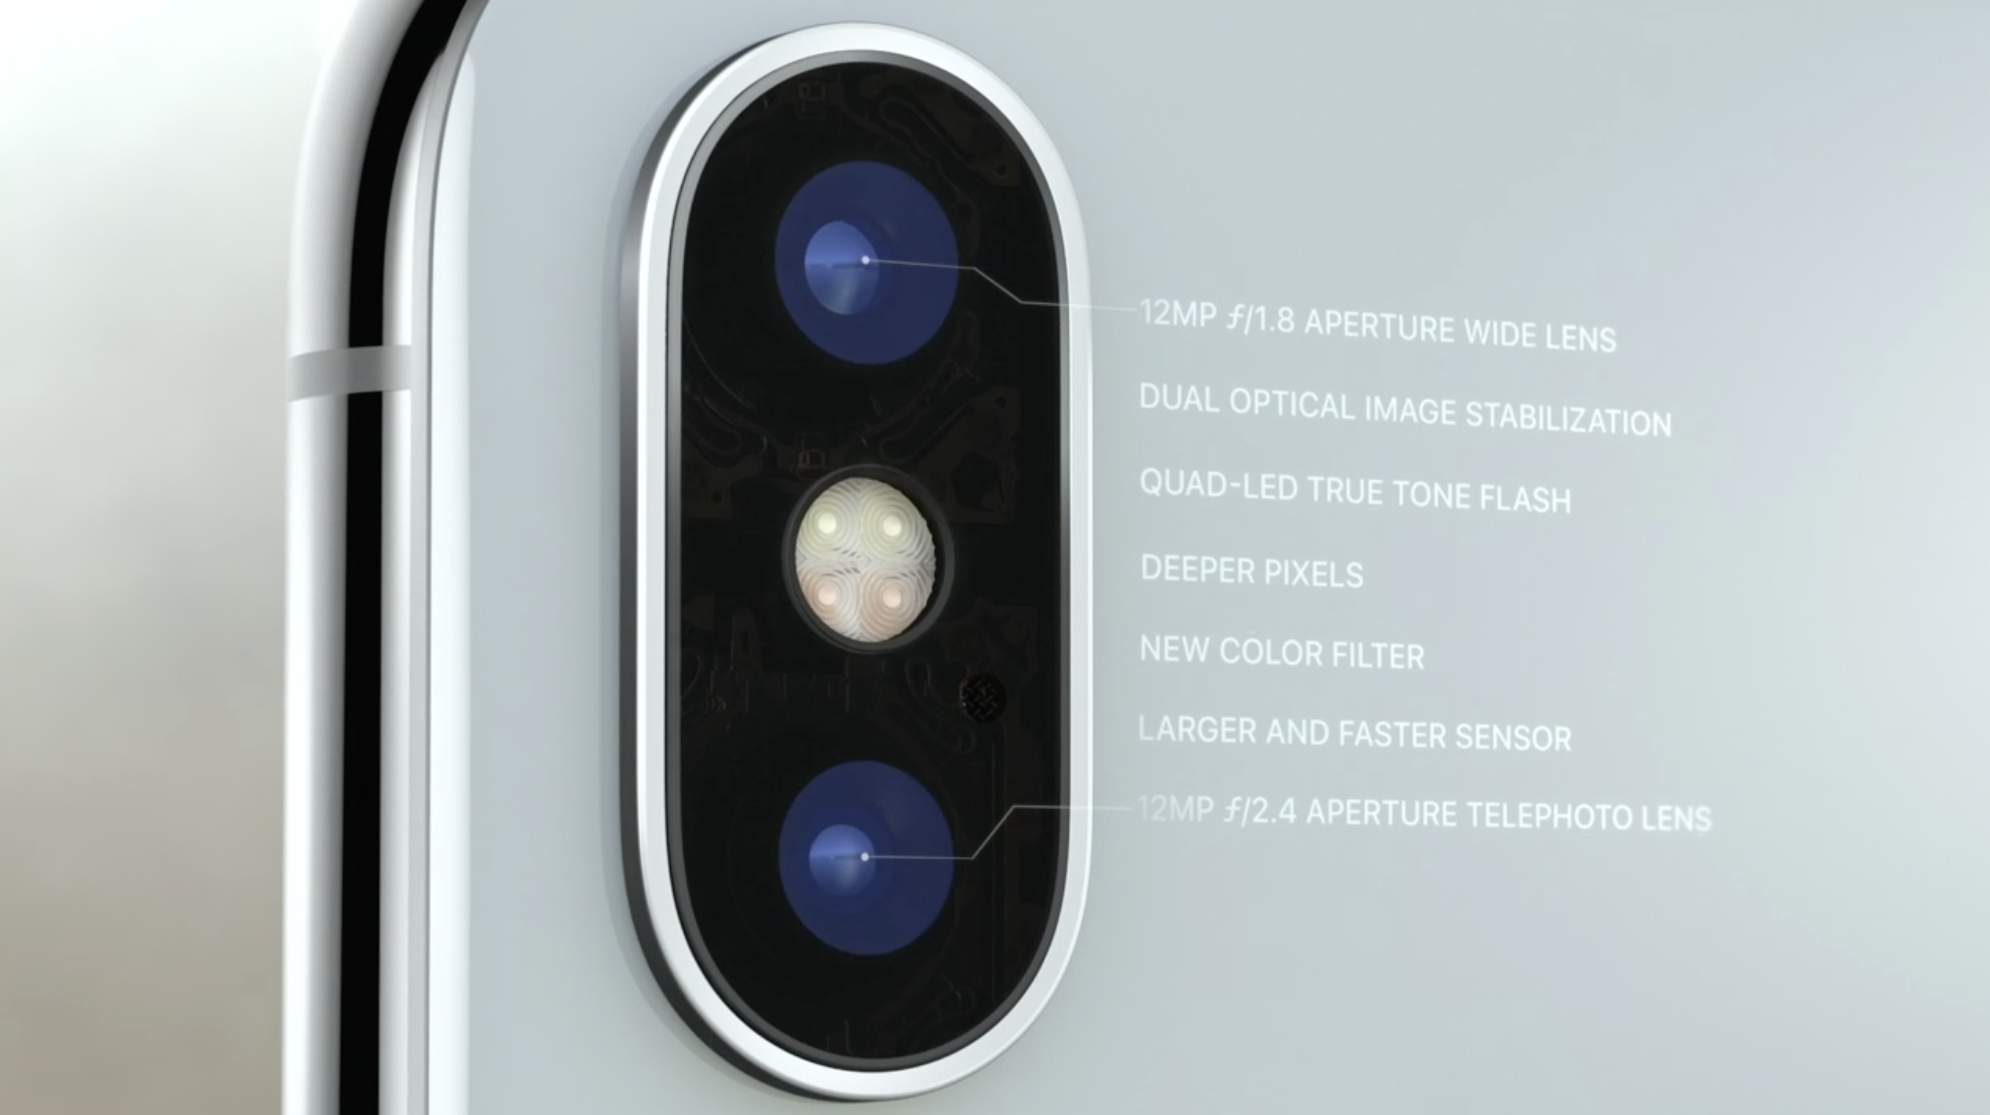 12MP ƒ/1.8 APERTURE WIDE LENS
DUAL OPTICAL IMAGE STABILIZATION
QUAD-LED TRUE TONE FLASH
DEEPER PIXELS
NEW COLOR FILTER
LARGER AND FASTER SENSOR
12MP ƒ/2.4 APERTURE TELEPHOTO LENS